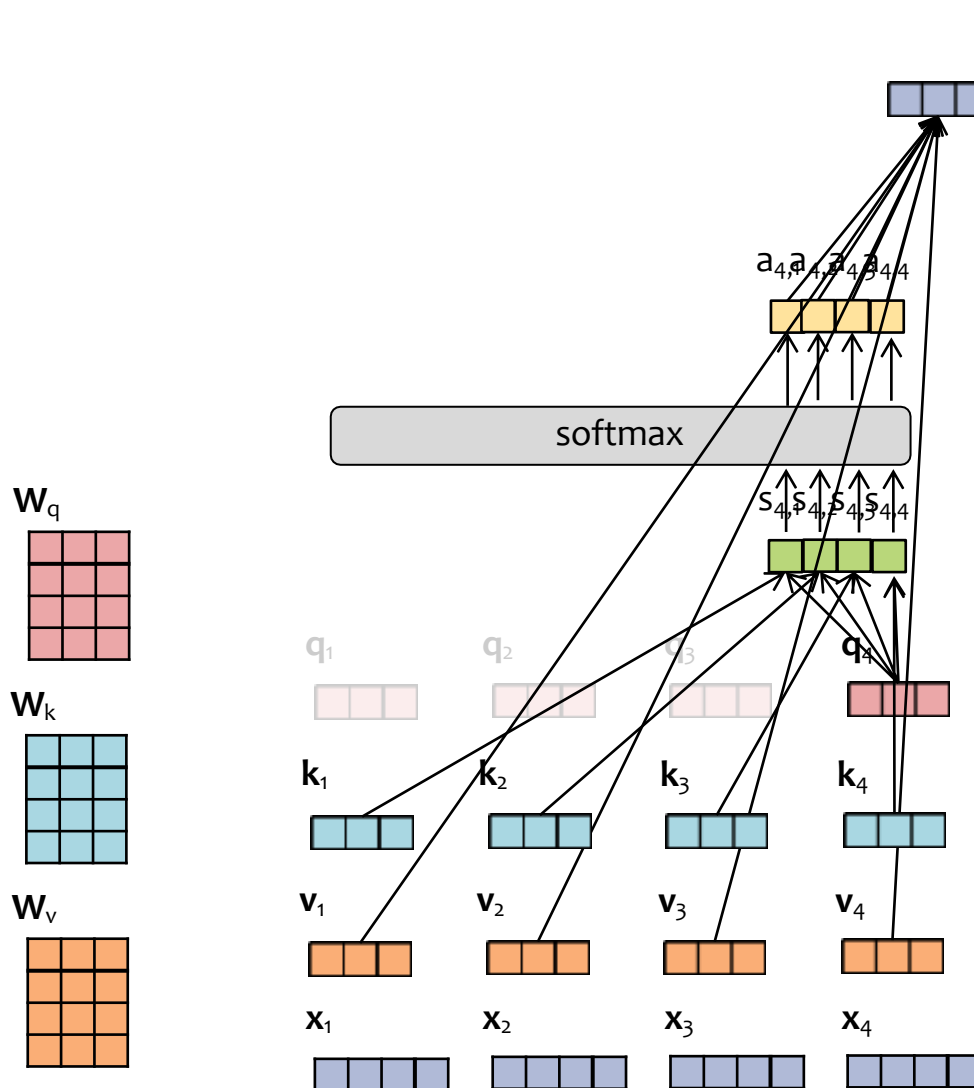 a4,1 a4,2 a4,3 a4,4
softmax
s4,1 s4,2 s4,3 s4,4
Wq
q1 q2 q3 q4
Wk
k1 k2 k3 k4
Wv
v1 v2 v3 v4
x1 x2 x3 x4